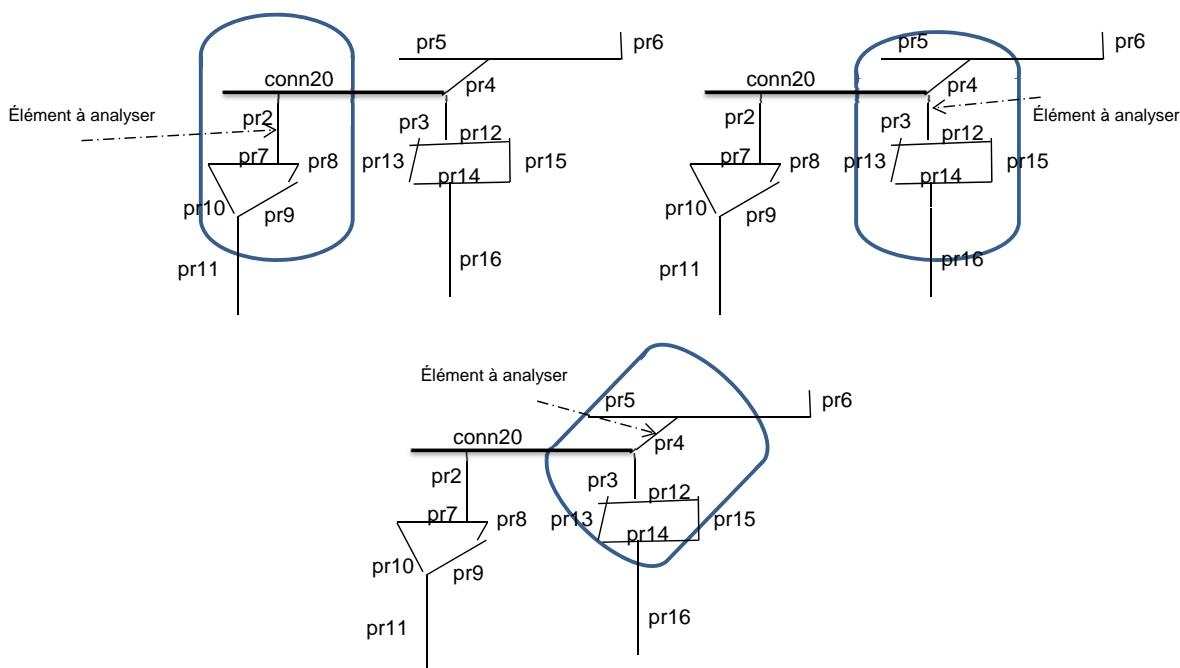 pr5
pr6
conn20
pr4
Élément à analyser
pr2
pr3
pr12
pr7
pr8
pr13
pr15
pr14
pr10
pr9
pr11
pr16
pr5
pr6
conn20
pr4
Élément à analyser
pr2
pr3
pr12
pr7
pr8
pr13
pr15
pr14
pr10
pr9
pr11
pr16
Élément à analyser
pr5
pr6
conn20
pr4
pr2
pr3
pr12
pr7
pr8
pr13
pr15
pr14
pr10
pr9
pr11
pr16